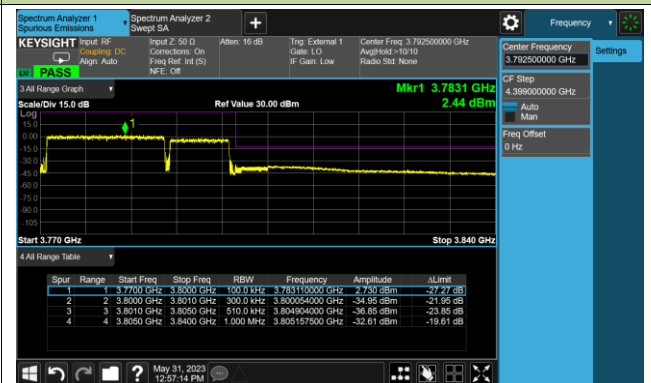 Spectrum Analyzer 1
Spurious Emissions
Spectrum Analyzer 2
Swept SA
Frequency
KEYSIGHT
Input: RF
Coupling: DC
Align: Auto
Input Z: 50 Ω
Corrections: On
Freq Ref: Int (S)
NFE: Off
Atten: 16 dB
Trig: External 1
Gate: LO
IF Gain: Low
Center Freq: 3.792500000 GHz
Avg|Hold:>10/10
Radio Std: None
PASS
Center Frequency
3.792500000 GHz
Settings
CF Step
4.399000000 GHz
Auto
Man
Freq Offset
0 Hz
3 All Range Graph
Mkr1 3.7831 GHz
Scale/Div 15.0 dB
Ref Value 30.00 dBm
2.44 dBm
Log
15.0
0.00
-15.0
-30.0
-45.0
-60.0
-75.0
-90.0
-105
1
Start 3.770 GHz
Stop 3.840 GHz
4 All Range Table
Spur Range Start Freq Stop Freq RBW Frequency Amplitude ΔLimit
1 1 3.7700 GHz 3.8000 GHz 100.0 kHz 3.783110000 GHz 2.730 dBm -27.27 dB
2 2 3.8000 GHz 3.8010 GHz 300.0 kHz 3.800054000 GHz -34.95 dBm -21.95 dB
3 3 3.8010 GHz 3.8050 GHz 510.0 kHz 3.804904000 GHz -36.85 dBm -23.85 dB
4 4 3.8050 GHz 3.8400 GHz 1.000 MHz 3.805157500 GHz -32.61 dBm -19.61 dB
May 31, 2023
12:57:14 PM